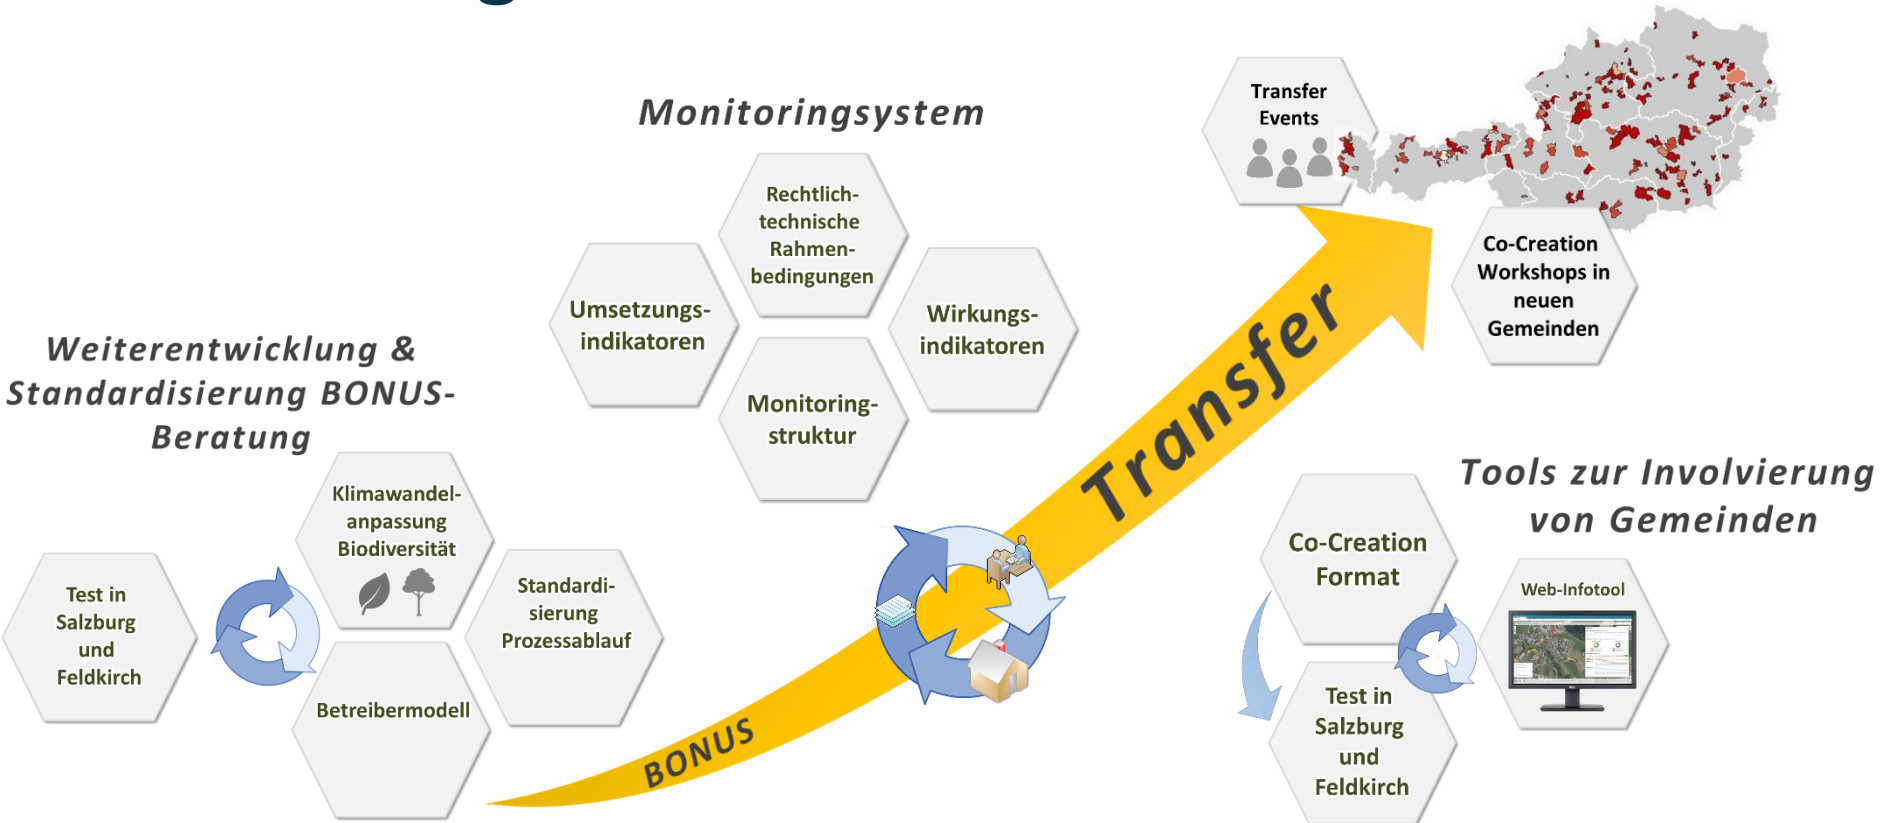 Weiterentwicklung &
Standardisierung BONUS-
Beratung
Test in
Salzburg
und
Feldkirch
Klimawandel-
anpassung
Biodiversität
Standardi-
sierung
Prozessablauf
Betreibermodell
Monitoringsystem
Rechtlich-
technische
Rahmen-
bedingungen
Umsetzungs-
indikatoren
Wirkungs-
indikatoren
Monitoring-
struktur
BONUS
Transfer
Transfer
Events
Co-Creation
Workshops in
neuen
Gemeinden
Tools zur Involvierung
von Gemeinden
Co-Creation
Format
Web-Infotool
Test in
Salzburg
und
Feldkirch